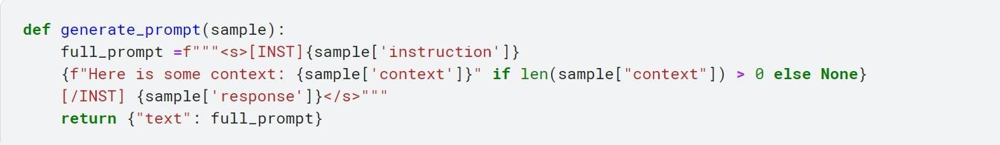 def generate_prompt(sample):
    full_prompt =f"""<s>[INST]{sample['instruction']}
    {f"Here is some context: {sample['context']}" if len(sample["context"]) > 0 else None}
    [/INST] {sample['response']}</s>"""
    return {"text": full_prompt}